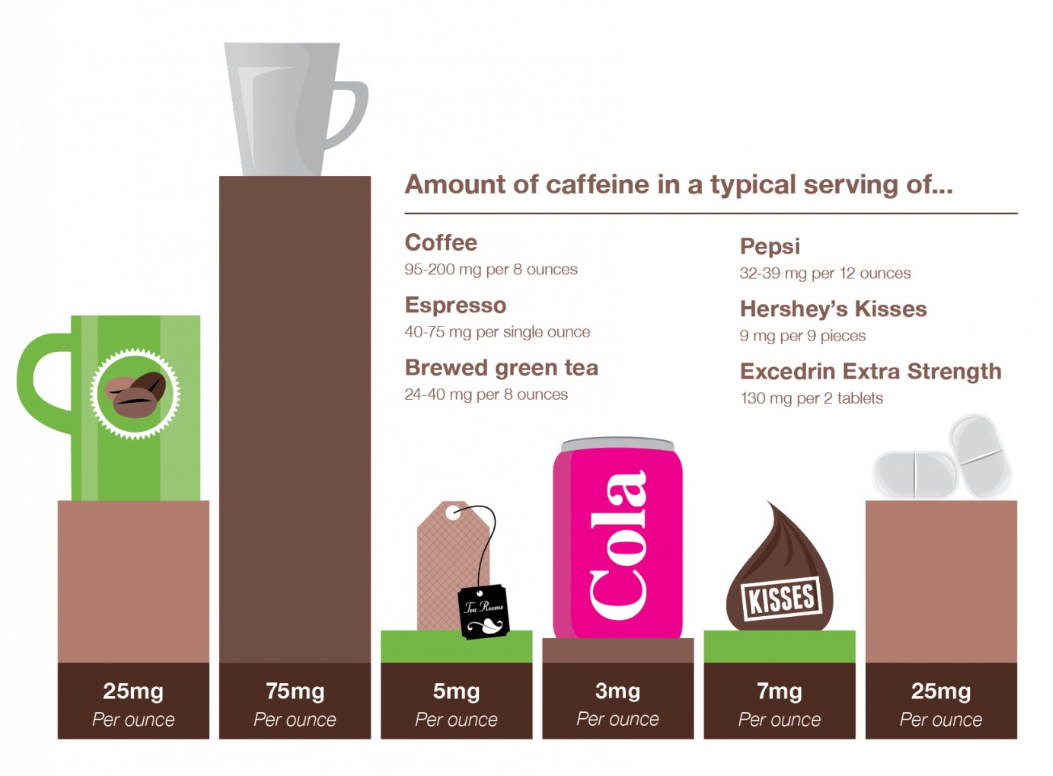 Amount of caffeine in a typical serving of...
Coffee
95-200 mg per 8 ounces
Espresso
40-75 mg per single ounce
Brewed green tea
24-40 mg per 8 ounces
Pepsi
32-39 mg per 12 ounces
Hershey's Kisses
9 mg per 9 pieces
Excedrin Extra Strength
130 mg per 2 tablets
Tea Rooms
Cola
KISSES
25mg
Per ounce
75mg
Per ounce
5mg
Per ounce
3mg
Per ounce
7mg
Per ounce
25mg
Per ounce